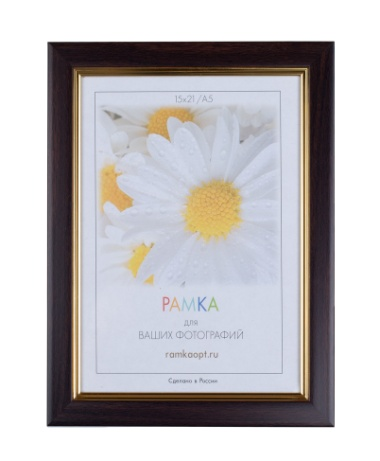 15x21/A5
РАМКА
для
ВАШИХ ФОТОГРАФИЙ
ramkaopt.ru
Сделано в России